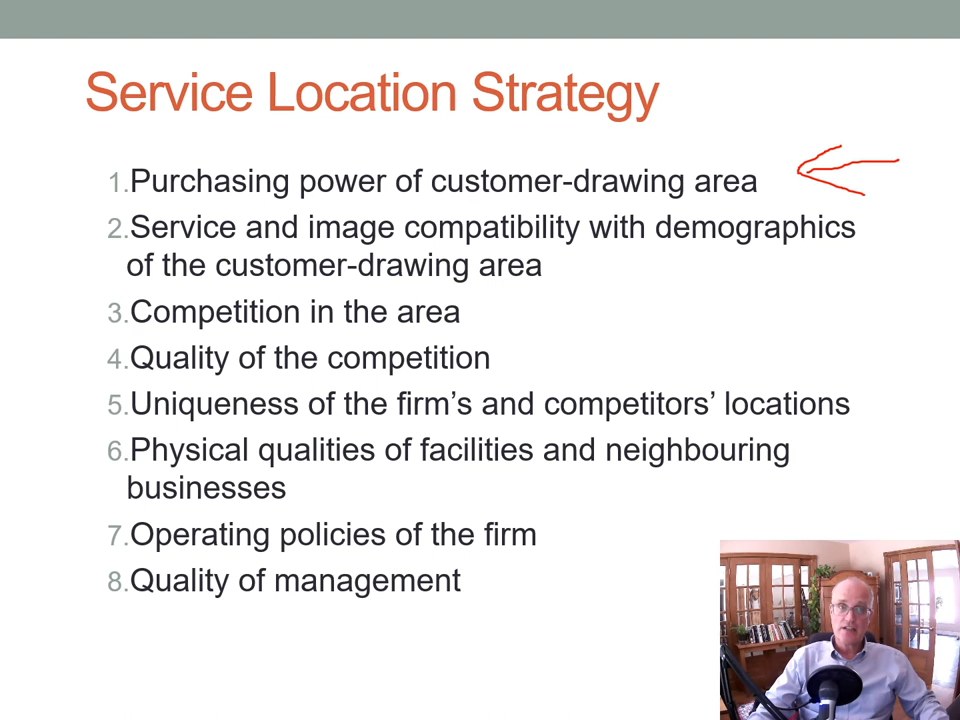 Service Location Strategy
1.Purchasing power of customer-drawing area
2.Service and image compatibility with demographics
of the customer-drawing area
3.Competition in the area
4.Quality of the competition
5.Uniqueness of the firm's and competitors' locations
6.Physical qualities of facilities and neighbouring
businesses
7.Operating policies of the firm
8.Quality of management